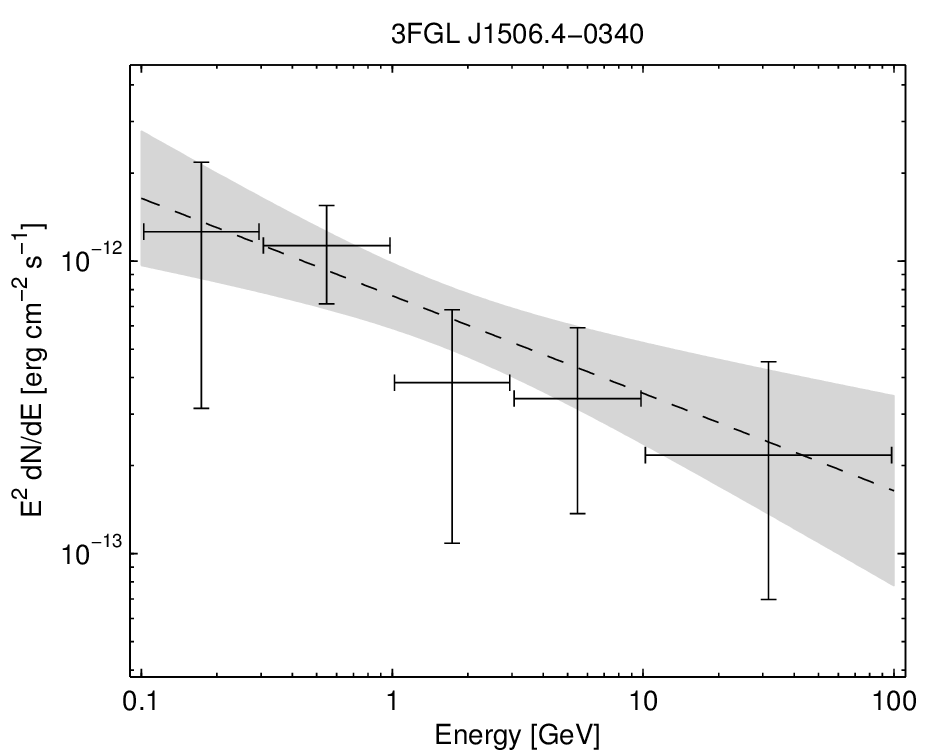 3FGL J1506.4−0340
E² dN/dE [erg cm⁻² s⁻¹]
10⁻¹²
10⁻¹³
0.1 1 10 100
Energy [GeV]